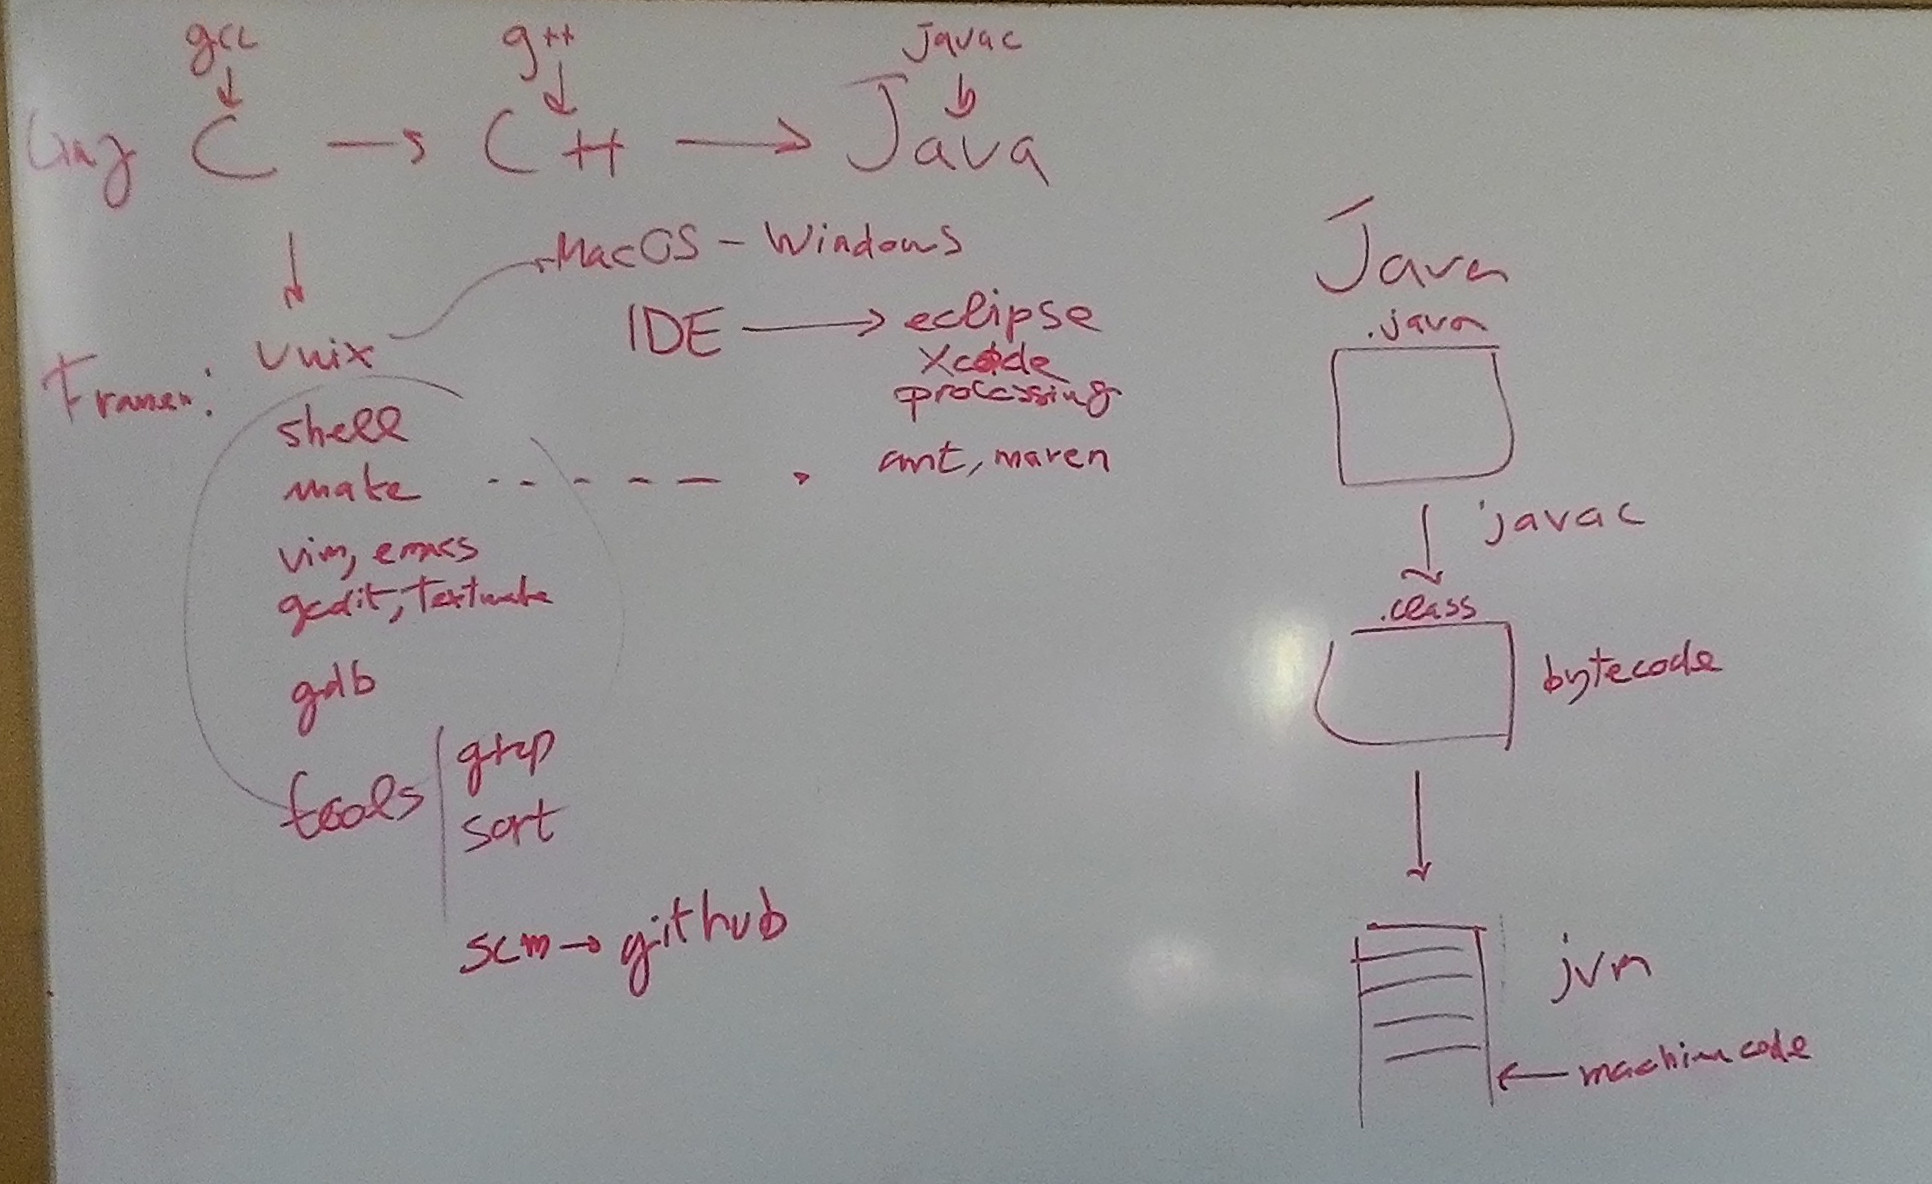 gcc g++ javac
Lang C → C++ → Java
MacOS - Windows
Unix
IDE → eclipse
Xcode
processing
shell
make - - - - - ant, maven
vim, emacs
gedit, Textmate
gdb
tools
grep
sort
scm → github
Java
.java
javac
.class
bytecode
jvm
← machine code